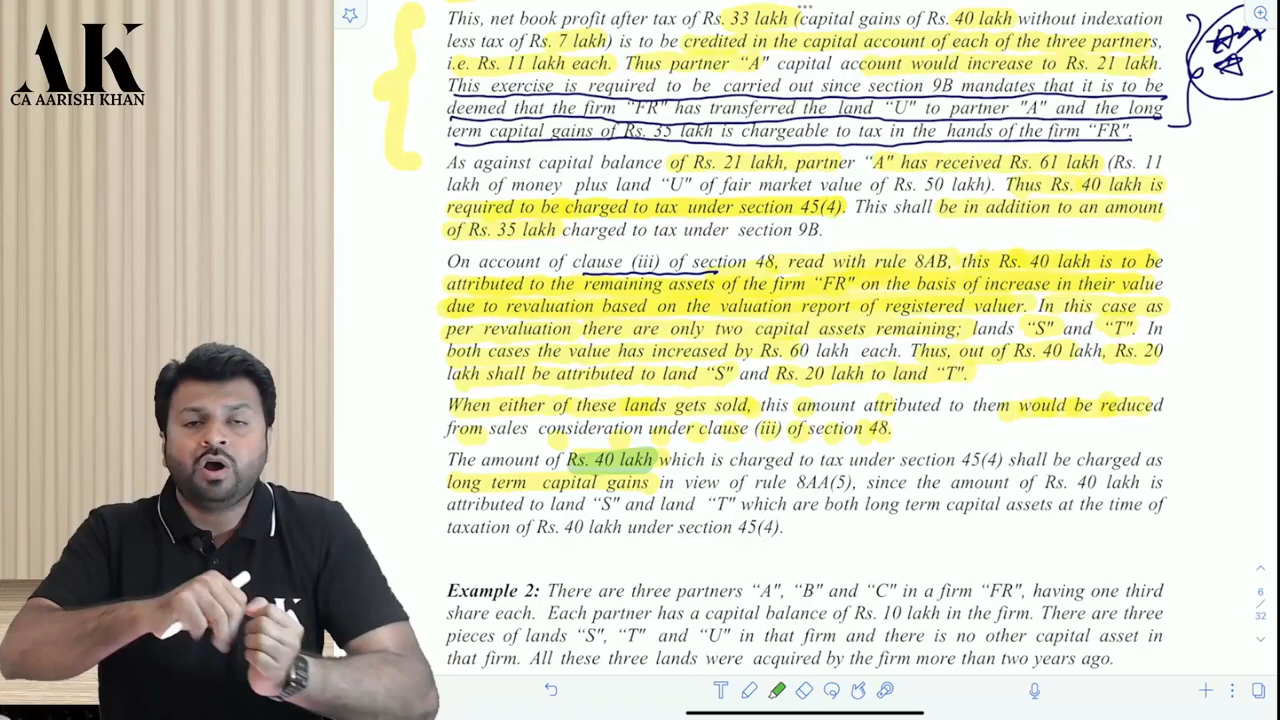 AK
CA AARISH KHAN
This, net book profit after tax of Rs. 33 lakh (capital gains of Rs. 40 lakh without indexation
less tax of Rs. 7 lakh) is to be credited in the capital account of each of the three partners,
i.e. Rs. 11 lakh each. Thus partner “A” capital account would increase to Rs. 21 lakh.
This exercise is required to be carried out since section 9B mandates that it is to be
deemed that the firm “FR” has transferred the land “U” to partner "A" and the long
term capital gains of Rs. 35 lakh is chargeable to tax in the hands of the firm “FR”.
As against capital balance of Rs. 21 lakh, partner “A” has received Rs. 61 lakh (Rs. 11
lakh of money plus land “U” of fair market value of Rs. 50 lakh). Thus Rs. 40 lakh is
required to be charged to tax under section 45(4). This shall be in addition to an amount
of Rs. 35 lakh charged to tax under section 9B.
On account of clause (iii) of section 48, read with rule 8AB, this Rs. 40 lakh is to be
attributed to the remaining assets of the firm “FR” on the basis of increase in their value
due to revaluation based on the valuation report of registered valuer. In this case as
per revaluation there are only two capital assets remaining; lands “S” and “T”. In
both cases the value has increased by Rs. 60 lakh each. Thus, out of Rs. 40 lakh, Rs. 20
lakh shall be attributed to land “S” and Rs. 20 lakh to land “T”.
When either of these lands gets sold, this amount attributed to them would be reduced
from sales consideration under clause (iii) of section 48.
The amount of Rs. 40 lakh which is charged to tax under section 45(4) shall be charged as
long term capital gains in view of rule 8AA(5), since the amount of Rs. 40 lakh is
attributed to land “S” and land “T” which are both long term capital assets at the time of
taxation of Rs. 40 lakh under section 45(4).
Example 2: There are three partners “A”, “B” and “C” in a firm “FR”, having one third
share each. Each partner has a capital balance of Rs. 10 lakh in the firm. There are three
pieces of lands “S”, “T” and “U” in that firm and there is no other capital asset in
that firm. All these three lands were acquired by the firm more than two years ago.
6
32